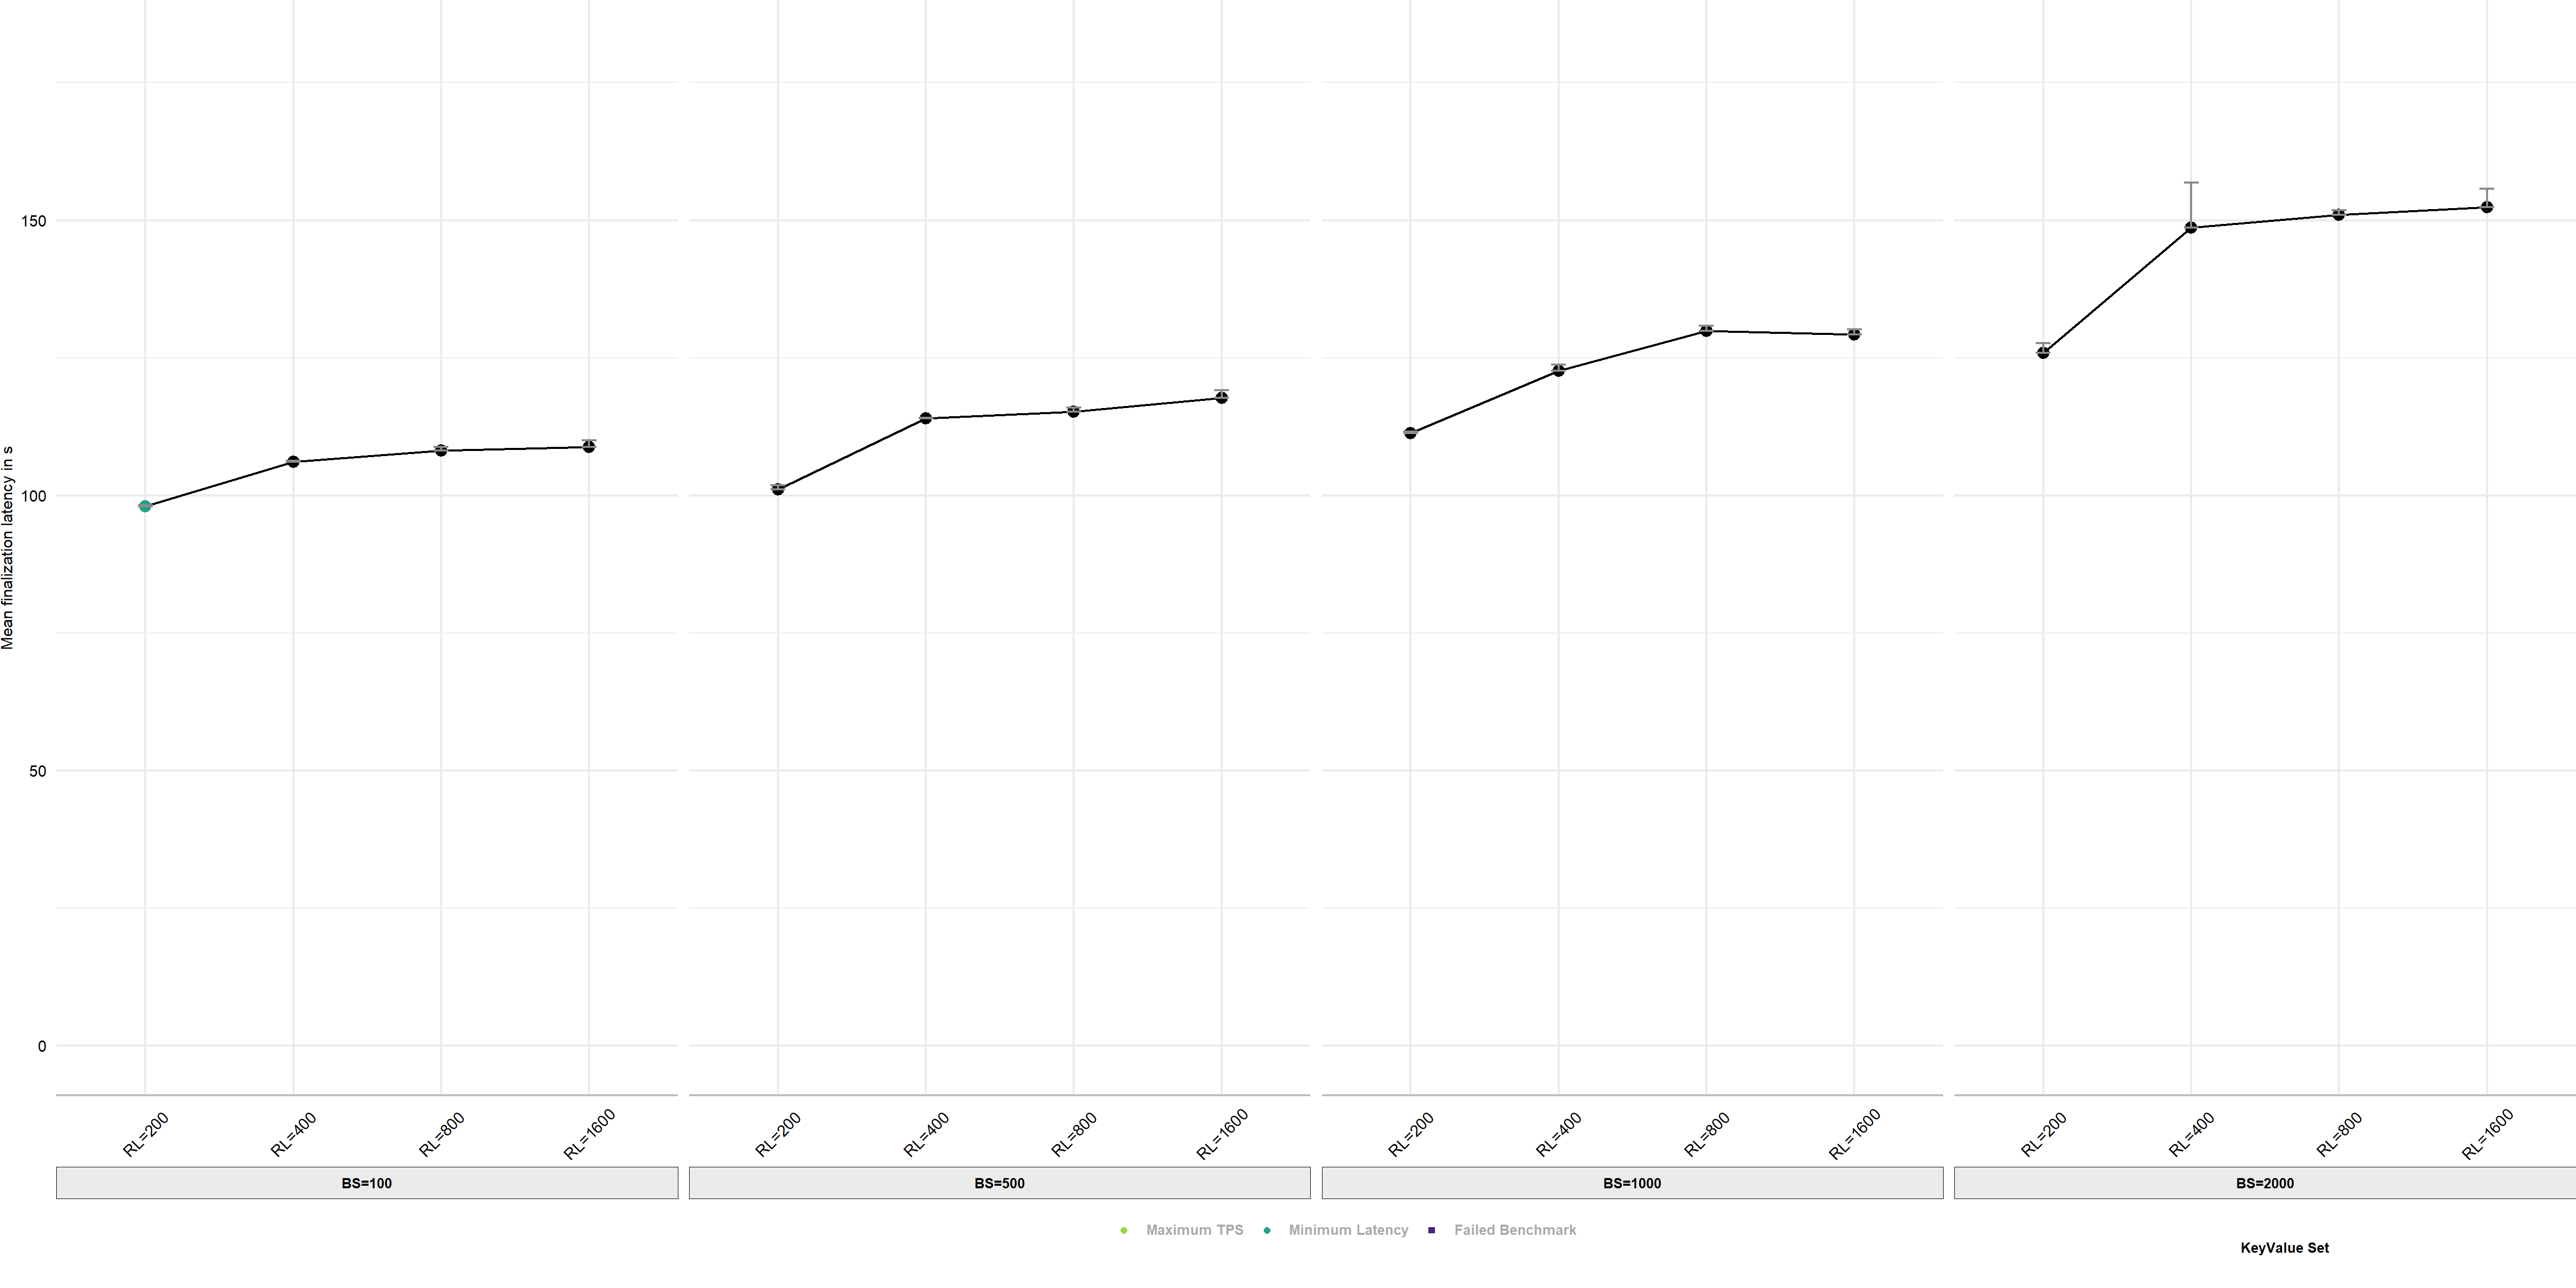 Mean finalization latency in s
150
100
50
0
RL=200 RL=400 RL=800 RL=1600 RL=200 RL=400 RL=800 RL=1600 RL=200 RL=400 RL=800 RL=1600 RL=200 RL=400 RL=800 RL=1600
BS=100 BS=500 BS=1000 BS=2000
Maximum TPS Minimum Latency Failed Benchmark
KeyValue Set